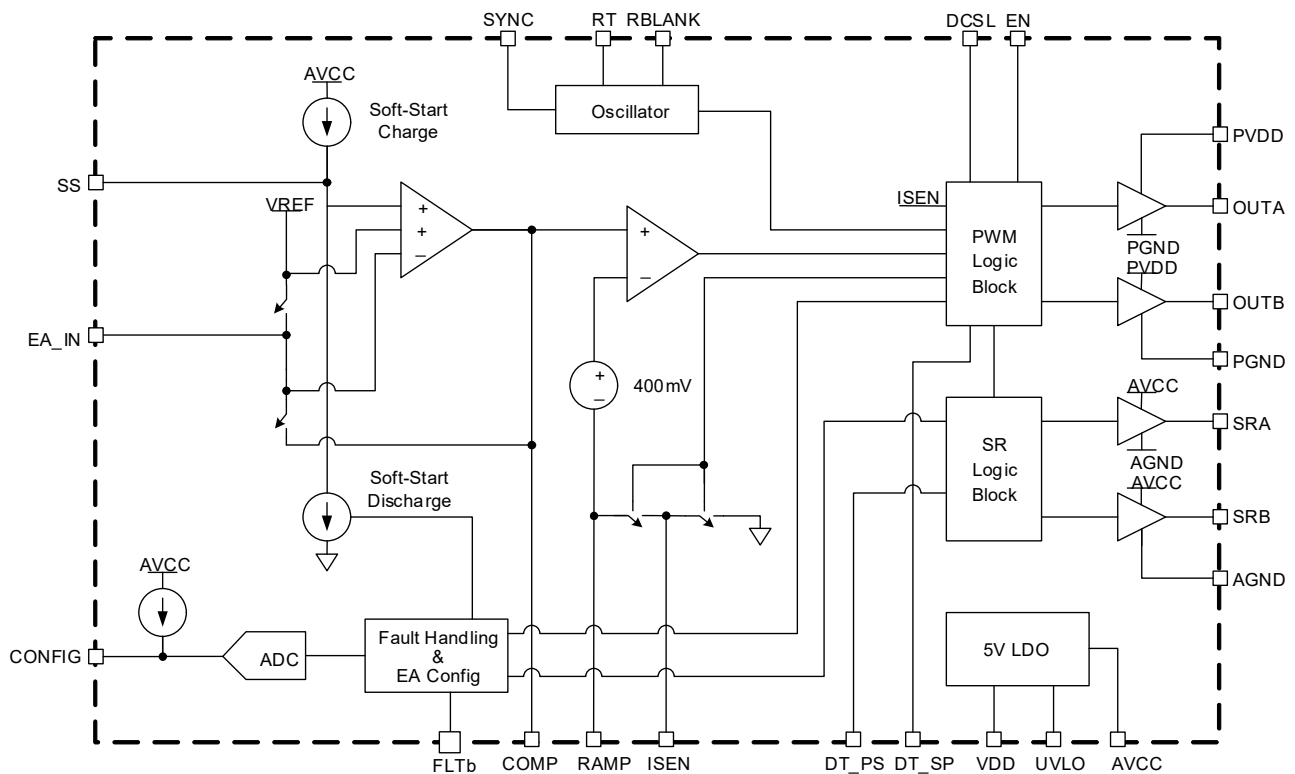 SYNC
RT RBLANK
DCSL EN
AVCC
Soft-Start
Charge
Oscillator
PVDD
SS
VREF
+
+
–
+
–
ISEN
PWM
Logic
Block
OUTA
PGND
PVDD
OUTB
EA_IN
PGND
+
–
400mV
AVCC
SRA
SR
Logic
Block
AGND
AVCC
Soft-Start
Discharge
SRB
AVCC
AGND
CONFIG
ADC
Fault Handling
&
EA Config
5V LDO
FLTb
COMP
RAMP
ISEN
DT_PS
DT_SP
VDD
UVLO
AVCC